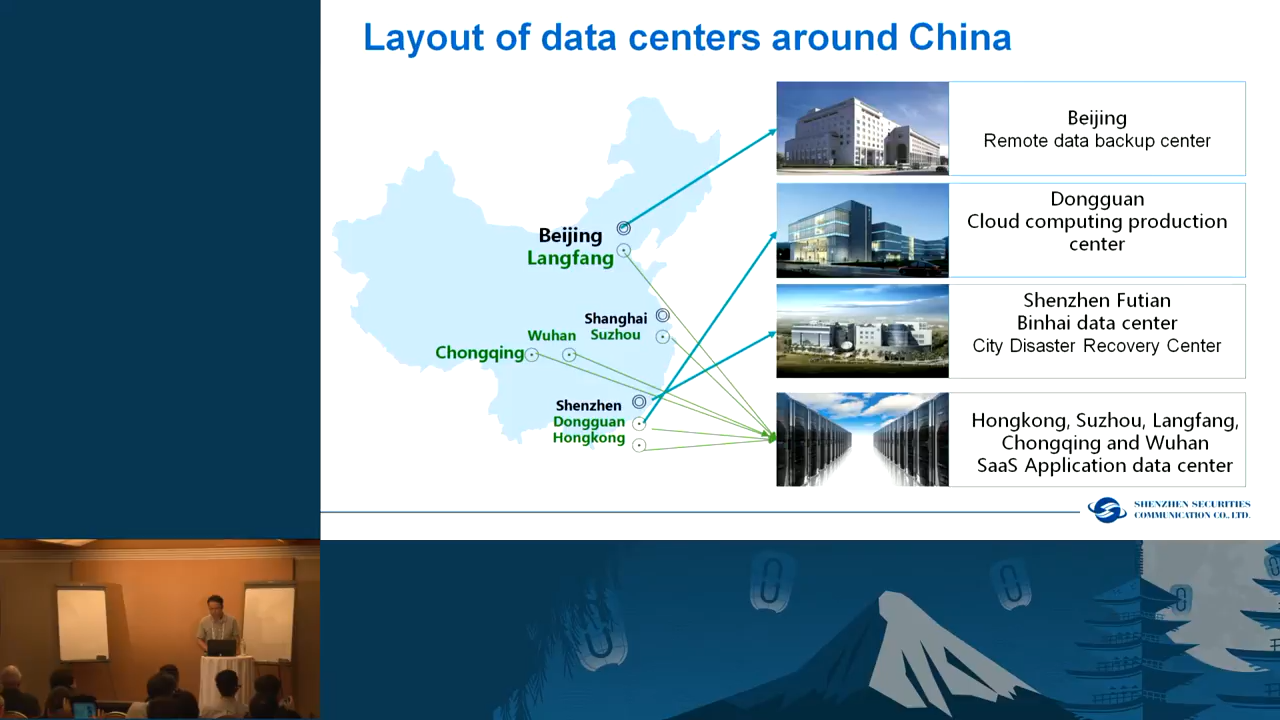 Layout of data centers around China
Beijing
Langfang
Shanghai
Suzhou
Wuhan
Chongqing
Shenzhen
Dongguan
Hongkong
Beijing
Remote data backup center
Dongguan
Cloud computing production
center
Shenzhen Futian
Binhai data center
City Disaster Recovery Center
Hongkong, Suzhou, Langfang,
Chongqing and Wuhan
SaaS Application data center
SHENZHEN SECURITIES
COMMUNICATION CO., LTD.